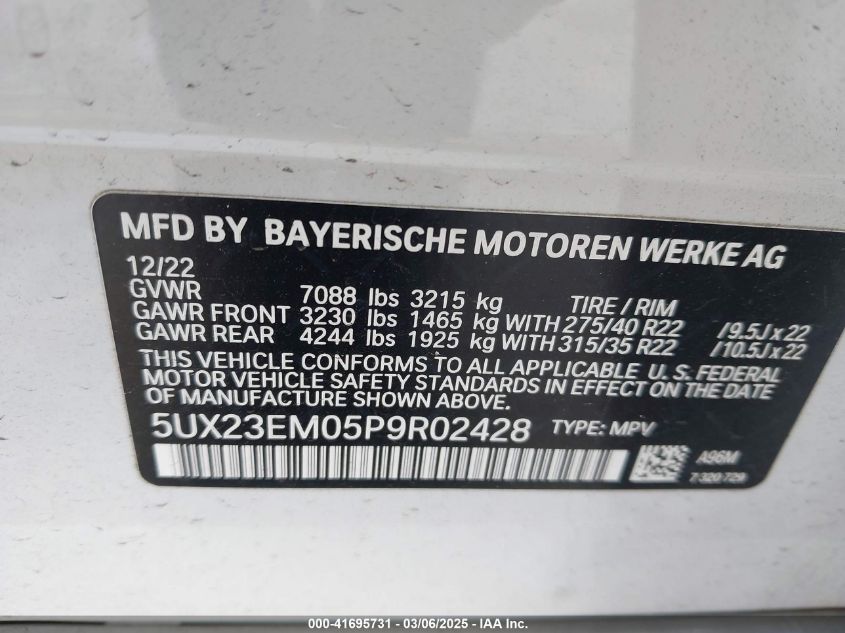 MFD BY BAYERISCHE MOTOREN WERKE AG
12/22
GVWR 7088 lbs 3215 kg TIRE / RIM
GAWR FRONT 3230 lbs 1465 kg WITH 275/40 R22 /9.5J x 22
GAWR REAR 4244 lbs 1925 kg WITH 315/35 R22 /10.5J x 22
THIS VEHICLE CONFORMS TO ALL APPLICABLE U. S. FEDERAL
MOTOR VEHICLE SAFETY STANDARDS IN EFFECT ON THE DATE
OF MANUFACTURE SHOWN ABOVE.
5UX23EM05P9R02428 TYPE: MPV
A96M
7 320 729
000-41695731 — 03/06/2025 — IAA Inc.